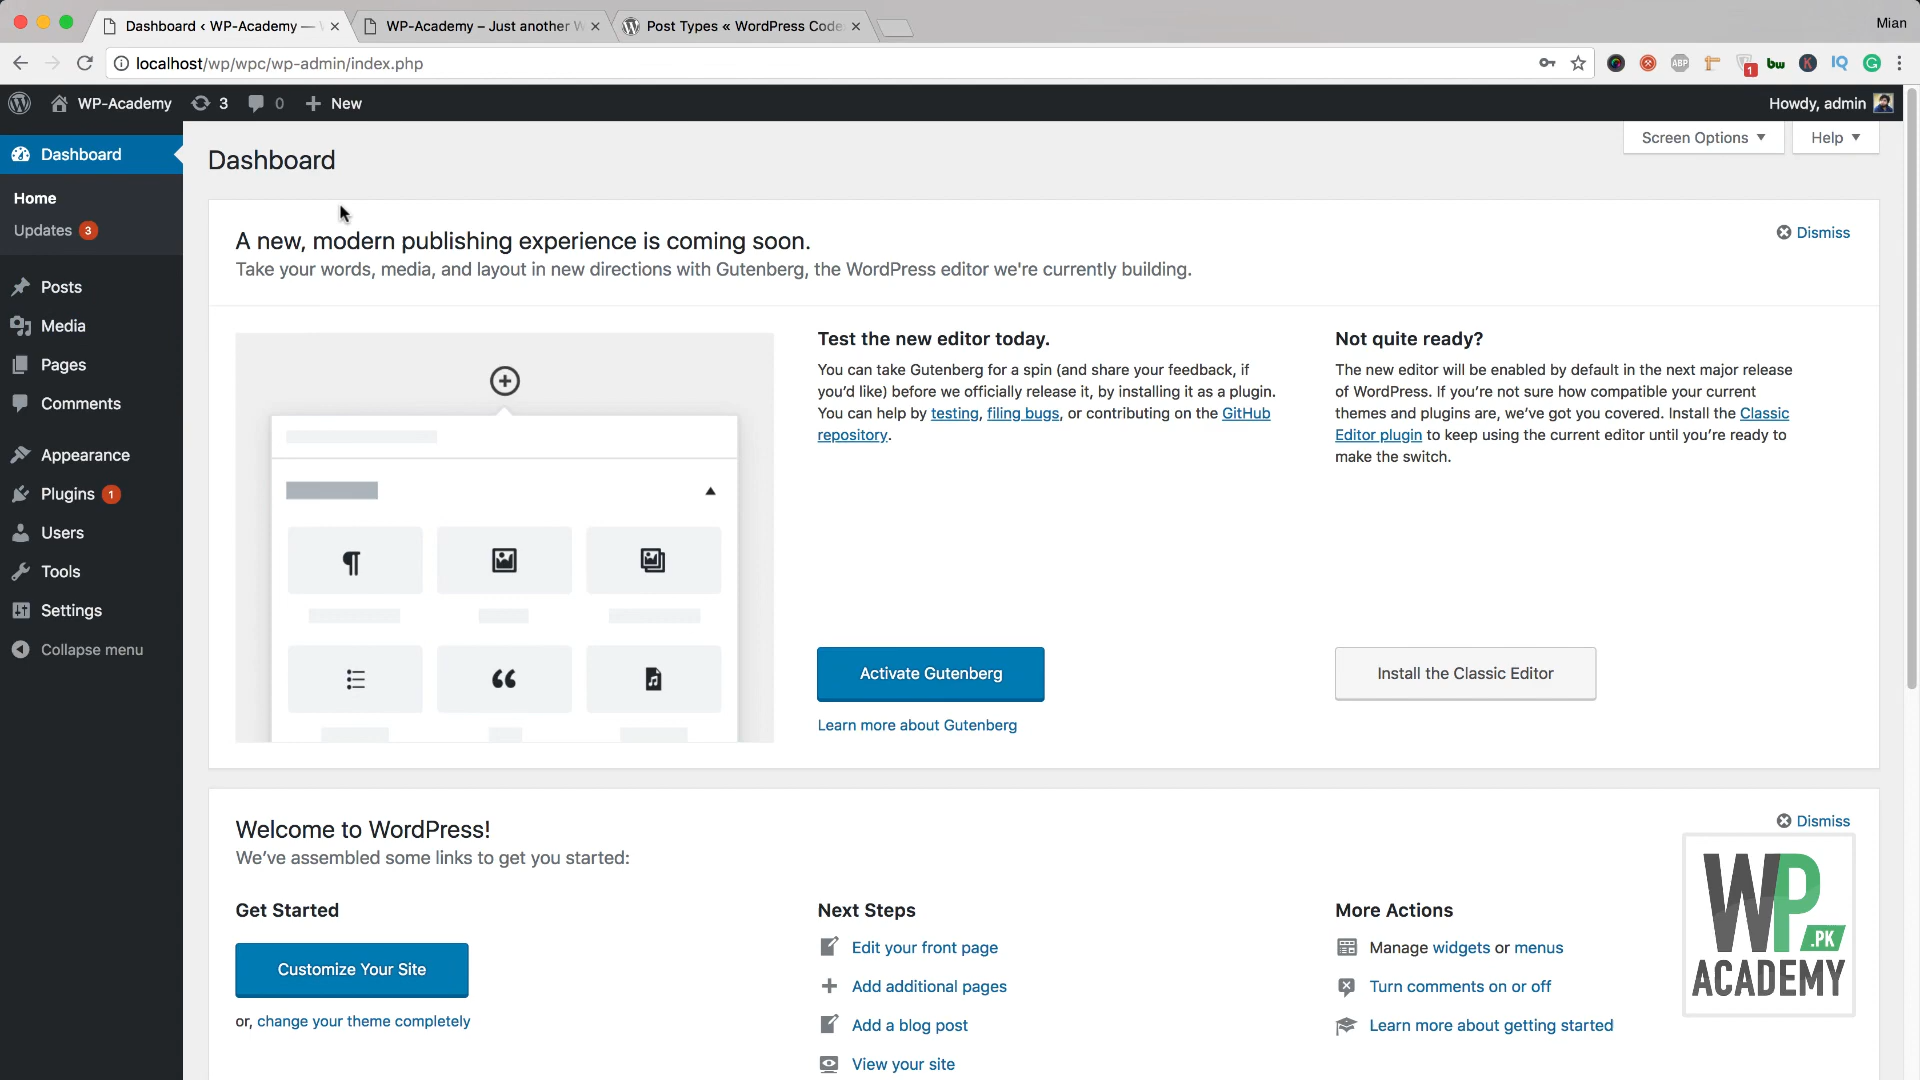 Dashboard ‹ WP-Academy —
WP-Academy – Just another W
Post Types « WordPress Code
Mian
localhost/wp/wpc/wp-admin/index.php
ABP
1
bw
K
IQ
G
WP-Academy
3
0
New
Howdy, admin
Dashboard
Home
Updates 3
Posts
Media
Pages
Comments
Appearance
Plugins 1
Users
Tools
Settings
Collapse menu
Screen Options
Help
Dashboard
A new, modern publishing experience is coming soon.
Take your words, media, and layout in new directions with Gutenberg, the WordPress editor we're currently building.
Dismiss
Test the new editor today.
You can take Gutenberg for a spin (and share your feedback, if
you’d like) before we officially release it, by installing it as a plugin.
You can help by testing, filing bugs, or contributing on the GitHub
repository.
Activate Gutenberg
Learn more about Gutenberg
Not quite ready?
The new editor will be enabled by default in the next major release
of WordPress. If you’re not sure how compatible your current
themes and plugins are, we’ve got you covered. Install the Classic
Editor plugin to keep using the current editor until you’re ready to
make the switch.
Install the Classic Editor
Welcome to WordPress!
We’ve assembled some links to get you started:
Dismiss
Get Started
Customize Your Site
or, change your theme completely
Next Steps
Edit your front page
Add additional pages
Add a blog post
View your site
More Actions
Manage widgets or menus
Turn comments on or off
Learn more about getting started
WP
.PK
ACADEMY